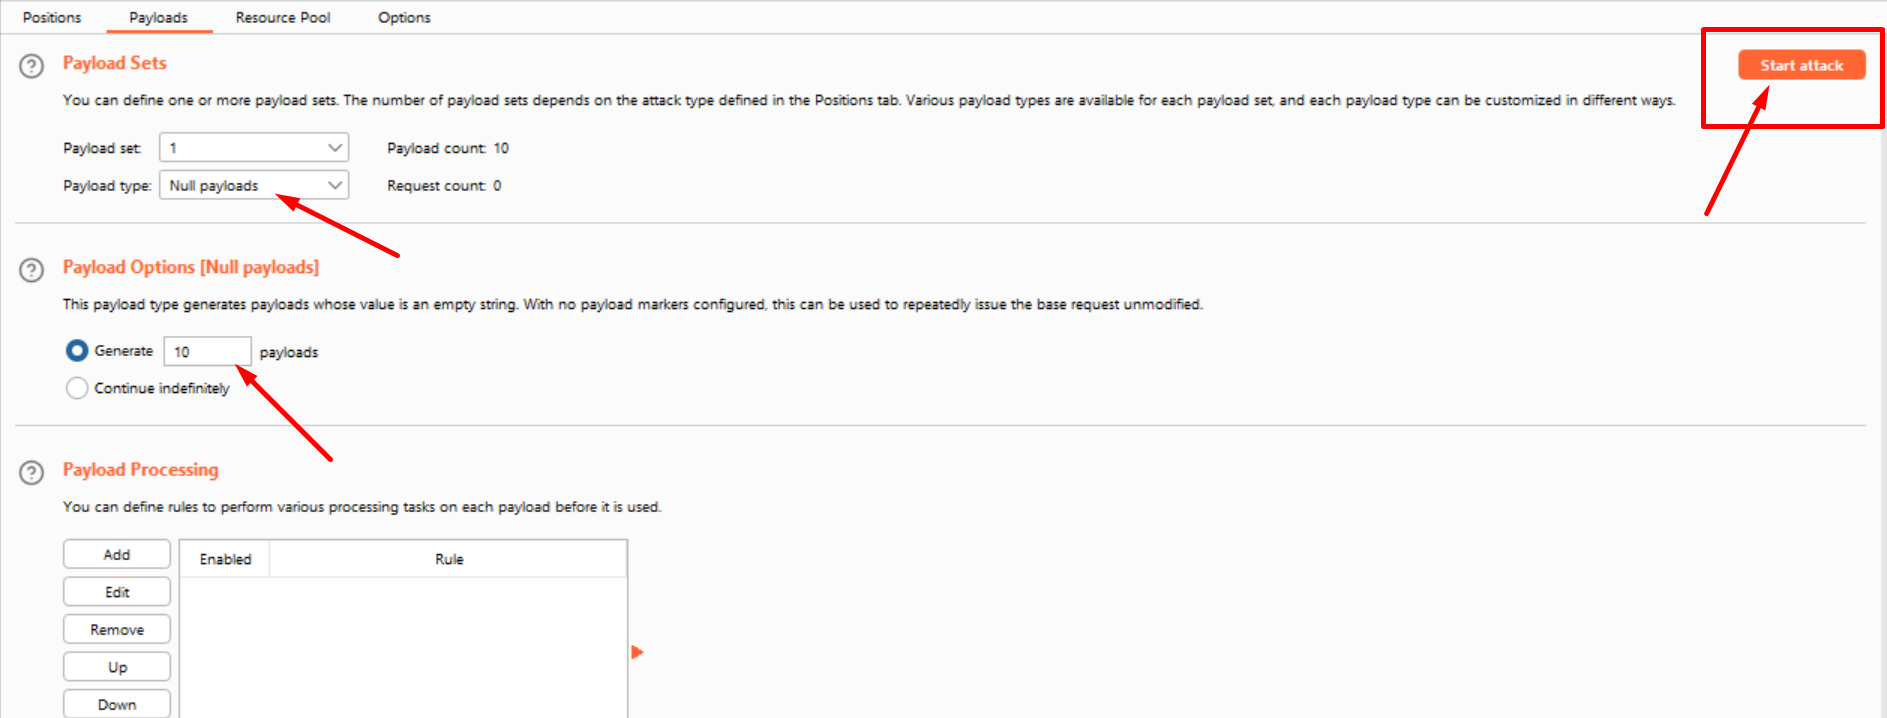 Positions Payloads Resource Pool Options
Payload Sets
Start attack
You can define one or more payload sets. The number of payload sets depends on the attack type defined in the Positions tab. Various payload types are available for each payload set, and each payload type can be customized in different ways.
Payload set: 1 Payload count: 10
Payload type: Null payloads Request count: 0
Payload Options [Null payloads]
This payload type generates payloads whose value is an empty string. With no payload markers configured, this can be used to repeatedly issue the base request unmodified.
Generate 10 payloads
Continue indefinitely
Payload Processing
You can define rules to perform various processing tasks on each payload before it is used.
Add Enabled Rule
Edit
Remove
Up
Down